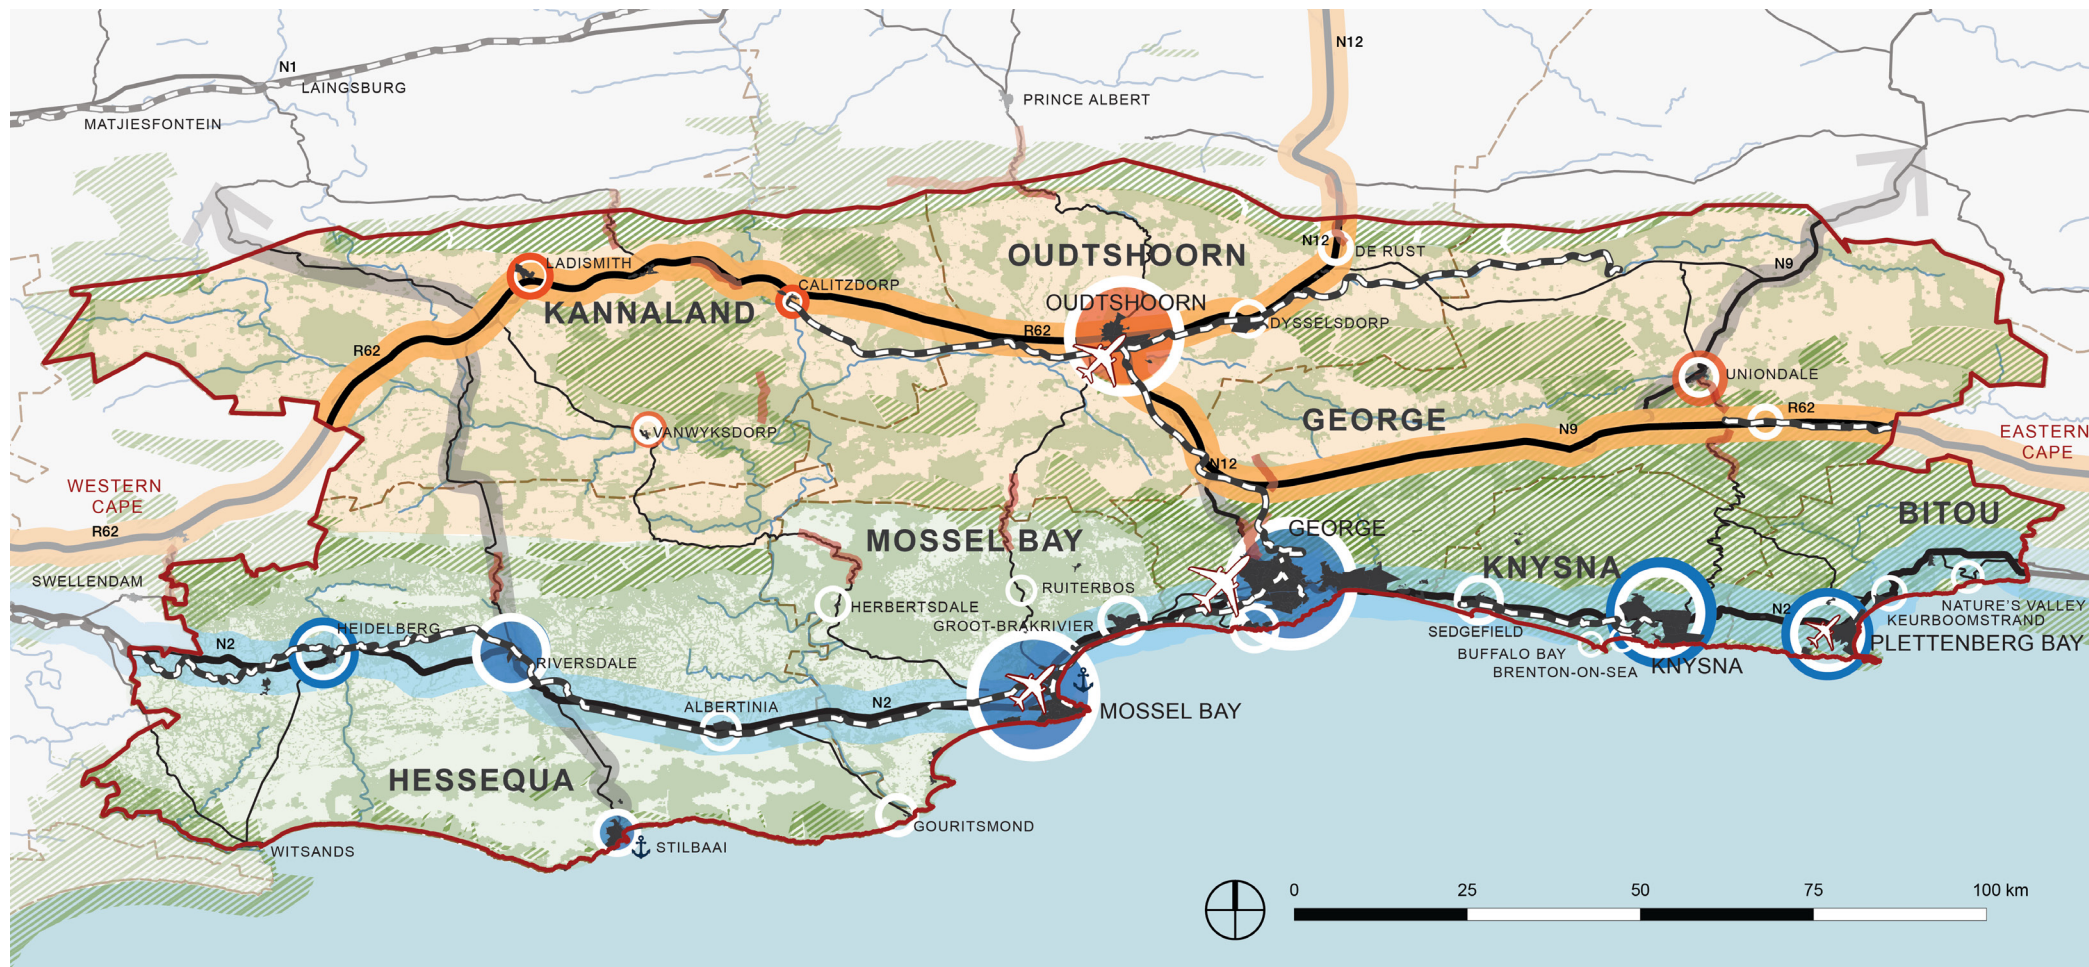 N12
N1
LAINGSBURG
PRINCE ALBERT
MATJIESFONTEIN
OUDTSHOORN
N12
DE RUST
LADISMITH
N9
CALITZDORP
OUDTSHOORN
KANNALAND
DYSSELSDORP
R62
R62
UNIONDALE
R62
GEORGE
N9
VANWYKSDORP
EASTERN
CAPE
N12
WESTERN
CAPE
BITOU
R62
GEORGE
MOSSEL BAY
KNYSNA
SWELLENDAM
RUITERBOS
HERBERTSDALE
NATURE'S VALLEY
N2
GROOT-BRAKRIVIER
KEURBOOMSTRAND
HEIDELBERG
SEDGEFIELD
N2
PLETTENBERG BAY
BUFFALO BAY
RIVERSDALE
KNYSNA
BRENTON-ON-SEA
ALBERTINIA
N2
MOSSEL BAY
HESSEQUA
GOURITSMOND
STILBAAI
WITSANDS
0 25 50 75 100 km